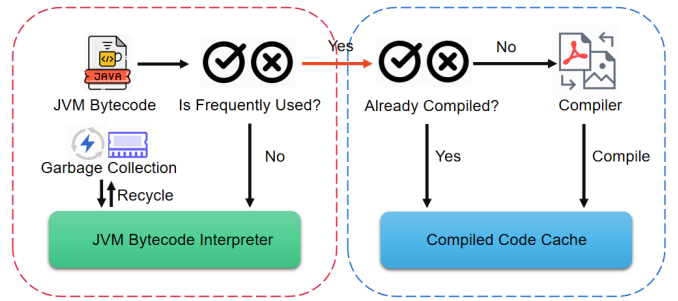 Yes
No
JAVA
JVM Bytecode
Is Frequently Used?
Already Compiled?
Compiler
Garbage Collection
No
Yes
Compile
Recycle
JVM Bytecode Interpreter
Compiled Code Cache